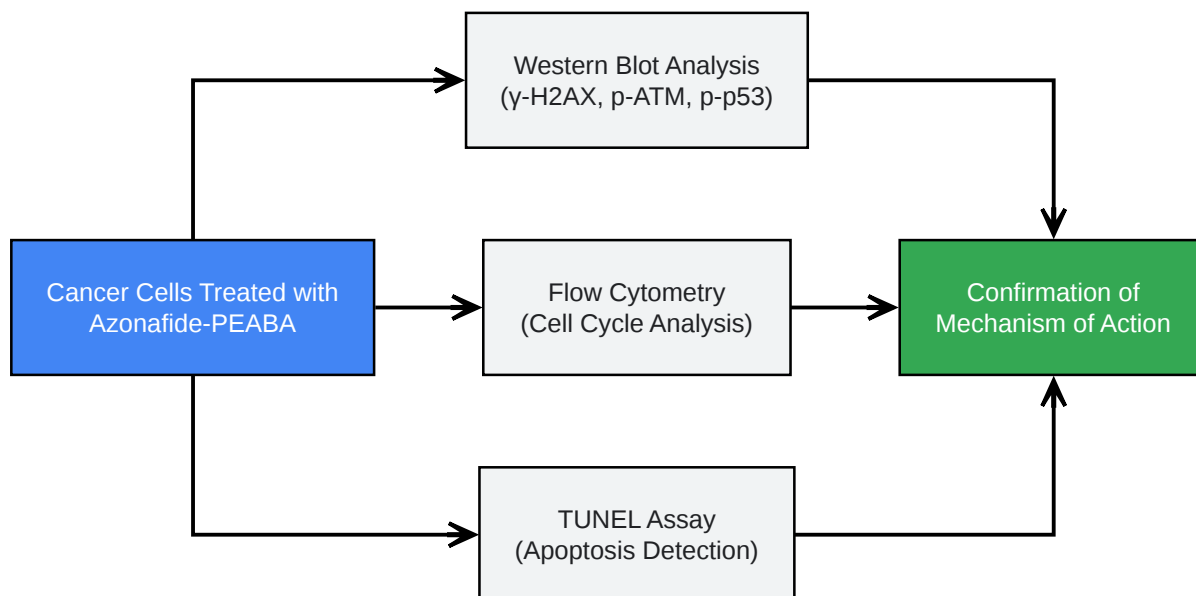 Western Blot Analysis
(γ-H2AX, p-ATM, p-p53)
Cancer Cells Treated with
Azonafide-PEABA
Flow Cytometry
(Cell Cycle Analysis)
Confirmation of
Mechanism of Action
TUNEL Assay
(Apoptosis Detection)